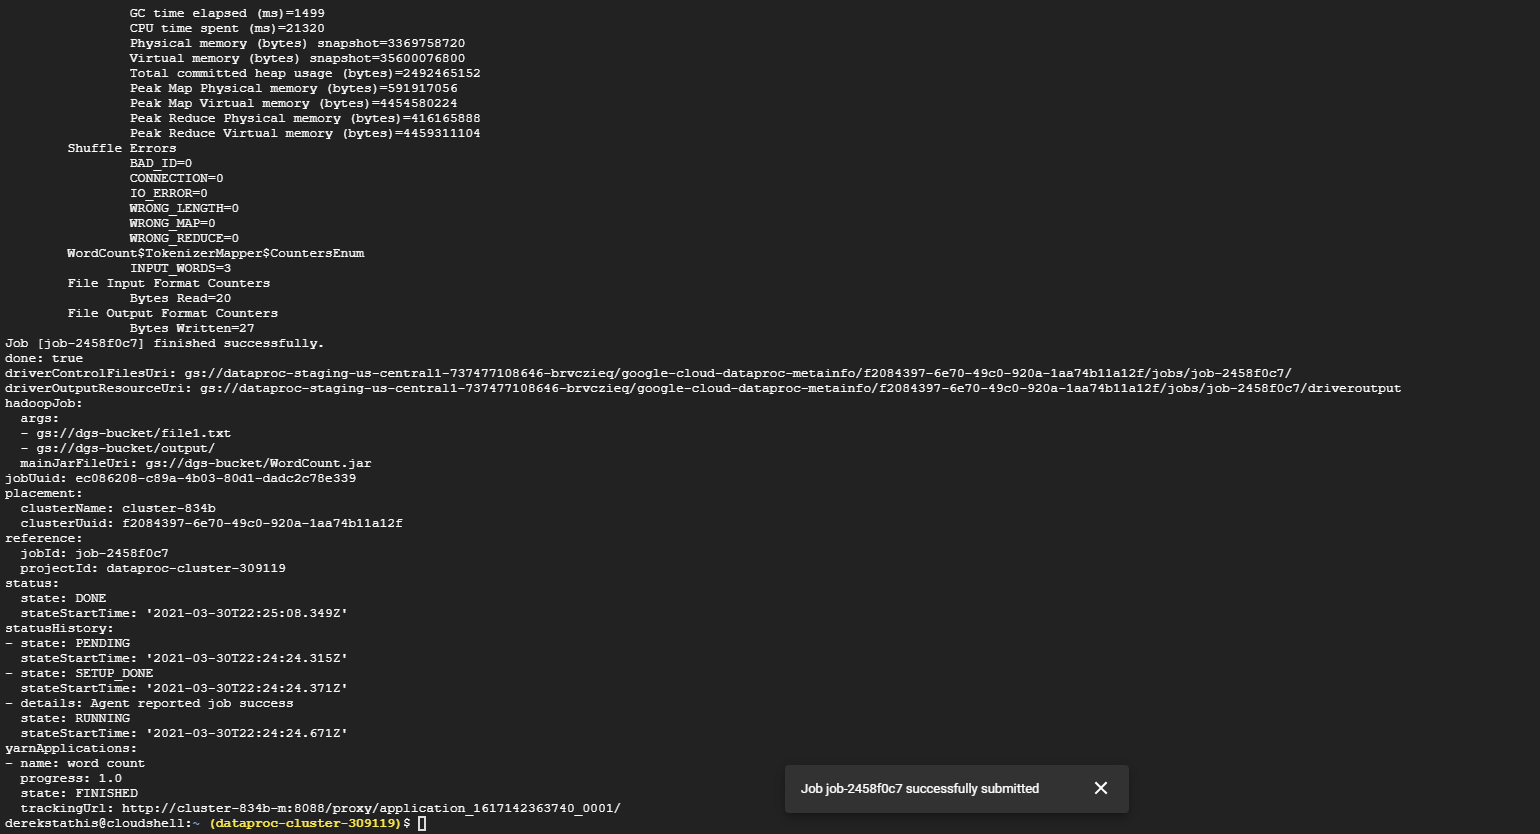 GC time elapsed (ms)=1499
CPU time spent (ms)=21320
Physical memory (bytes) snapshot=3369758720
Virtual memory (bytes) snapshot=35600076800
Total committed heap usage (bytes)=2492465152
Peak Map Physical memory (bytes)=591917056
Peak Map Virtual memory (bytes)=4454580224
Peak Reduce Physical memory (bytes)=416165888
Peak Reduce Virtual memory (bytes)=4459311104
Shuffle Errors
BAD_ID=0
CONNECTION=0
IO_ERROR=0
WRONG_LENGTH=0
WRONG_MAP=0
WRONG_REDUCE=0
WordCount$TokenizerMapper$CountersEnum
INPUT_WORDS=3
File Input Format Counters
Bytes Read=20
File Output Format Counters
Bytes Written=27
Job [job-2458f0c7] finished successfully.
done: true
driverControlFilesUri: gs://dataproc-staging-us-central1-737477108646-brvczieq/google-cloud-dataproc-metainfo/f2084397-6e70-49c0-920a-1aa74b11a12f/jobs/job-2458f0c7/
driverOutputResourceUri: gs://dataproc-staging-us-central1-737477108646-brvczieq/google-cloud-dataproc-metainfo/f2084397-6e70-49c0-920a-1aa74b11a12f/jobs/job-2458f0c7/driveroutput
hadoopJob:
args:
- gs://dgs-bucket/file1.txt
- gs://dgs-bucket/output/
mainJarFileUri: gs://dgs-bucket/WordCount.jar
jobUuid: ec086208-c89a-4b03-80d1-dadc2c78e339
placement:
clusterName: cluster-834b
clusterUuid: f2084397-6e70-49c0-920a-1aa74b11a12f
reference:
jobId: job-2458f0c7
projectId: dataproc-cluster-309119
status:
state: DONE
stateStartTime: '2021-03-30T22:25:08.349Z'
statusHistory:
- state: PENDING
stateStartTime: '2021-03-30T22:24:24.315Z'
- state: SETUP_DONE
stateStartTime: '2021-03-30T22:24:24.371Z'
- details: Agent reported job success
state: RUNNING
stateStartTime: '2021-03-30T22:24:24.671Z'
yarnApplications:
- name: word count
progress: 1.0
state: FINISHED
trackingUrl: http://cluster-834b-m:8088/proxy/application_1617142363740_0001/
derekstathis@cloudshell:~ (dataproc-cluster-309119)$
Job job-2458f0c7 successfully submitted